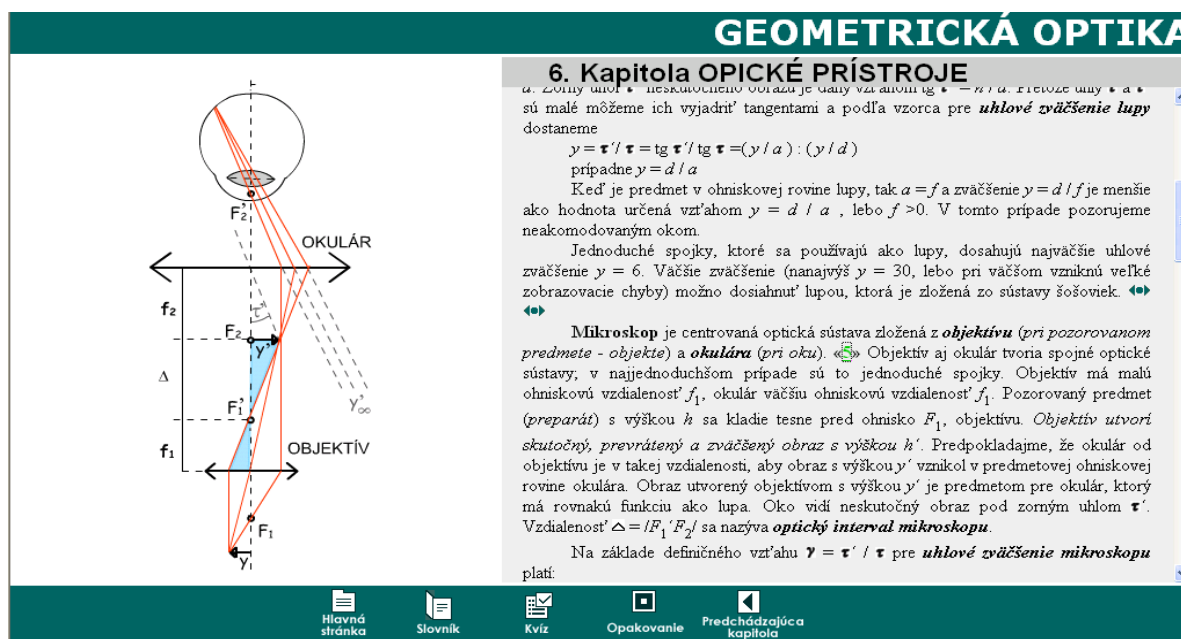 GEOMETRICKÁ OPTIKA
6. Kapitola OPICKÉ PRÍSTROJE
sú malé môžeme ich vyjadriť tangentami a podľa vzorca pre uhlové zväčšenie lupy
dostaneme
y = τ´/ τ = tg τ´/ tg τ =(y / a) : (y / d)
prípadne y = d / a
Keď je predmet v ohniskovej rovine lupy, tak a = f a zväčšenie y = d / f je menšie
ako hodnota určená vzťahom y = d / a , lebo f >0. V tomto prípade pozorujeme
neakomodovaným okom.
Jednoduché spojky, ktoré sa používajú ako lupy, dosahujú najväčšie uhlové
zväčšenie y = 6. Väčšie zväčšenie (nanajvýš y = 30, lebo pri väčšom vzniknú veľké
zobrazovacie chyby) možno dosiahnuť lupou, ktorá je zložená zo sústavy šošoviek.
Mikroskop je centrovaná optická sústava zložená z objektívu (pri pozorovanom
predmete - objekte) a okulára (pri oku). «5» Objektív aj okulár tvoria spojné optické
sústavy; v najjednoduchšom prípade sú to jednoduché spojky. Objektív má malú
ohniskovú vzdialenosť f₁, okulár väčšiu ohniskovú vzdialenosť f₁. Pozorovaný predmet
(preparát) s výškou h sa kladie tesne pred ohnisko F₁, objektívu. Objektív utvorí
skutočný, prevrátený a zväčšený obraz s výškou h´. Predpokladajme, že okulár od
objektívu je v takej vzdialenosti, aby obraz s výškou y´ vznikol v predmetovej ohniskovej
rovine okulára. Obraz utvorený objektívom s výškou y´ je predmetom pre okulár, ktorý
má rovnakú funkciu ako lupa. Oko vidí neskutočný obraz pod zorným uhlom τ´.
Vzdialenosť △ = /F₁´F₂/ sa nazýva optický interval mikroskopu.
Na základe definičného vzťahu γ = τ´ / τ pre uhlové zväčšenie mikroskopu
platí:
F₂'
OKULÁR
f₂
τ'
F₂
y'
Δ
F₁'
y'∞
f₁
OBJEKTÍV
F₁
y
Hlavná
stránka
Slovník
Kvíz
Opakovanie
Predchádzajúca
kapitola